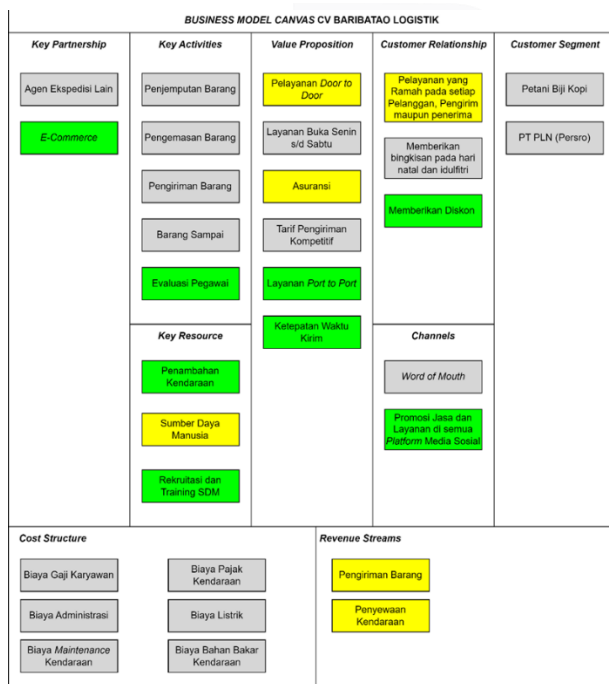 BUSINESS MODEL CANVAS CV BARIBATAO LOGISTIK
Key Partnership
Agen Ekspedisi Lain
E-Commerce
Key Activities
Penjemputan Barang
Pengemasan Barang
Pengiriman Barang
Barang Sampai
Evaluasi Pegawai
Key Resource
Penambahan
Kendaraan
Sumber Daya
Manusia
Rekruitasi dan
Training SDM
Value Proposition
Pelayanan Door to
Door
Layanan Buka Senin
s/d Sabtu
Asuransi
Tarif Pengiriman
Kompetitif
Layanan Port to Port
Ketepatan Waktu
Kirim
Customer Relationship
Pelayanan yang
Ramah pada setiap
Pelanggan, Pengirim
maupun penerima
Memberikan
bingkisan pada hari
natal dan idulfitri
Memberikan Diskon
Channels
Word of Mouth
Promosi Jasa dan
Layanan di semua
Platform Media Sosial
Customer Segment
Petani Biji Kopi
PT PLN (Persro)
Cost Structure
Biaya Gaji Karyawan
Biaya Administrasi
Biaya Maintenance
Kendaraan
Biaya Pajak
Kendaraan
Biaya Listrik
Biaya Bahan Bakar
Kendaraan
Revenue Streams
Pengiriman Barang
Penyewaan
Kendaraan